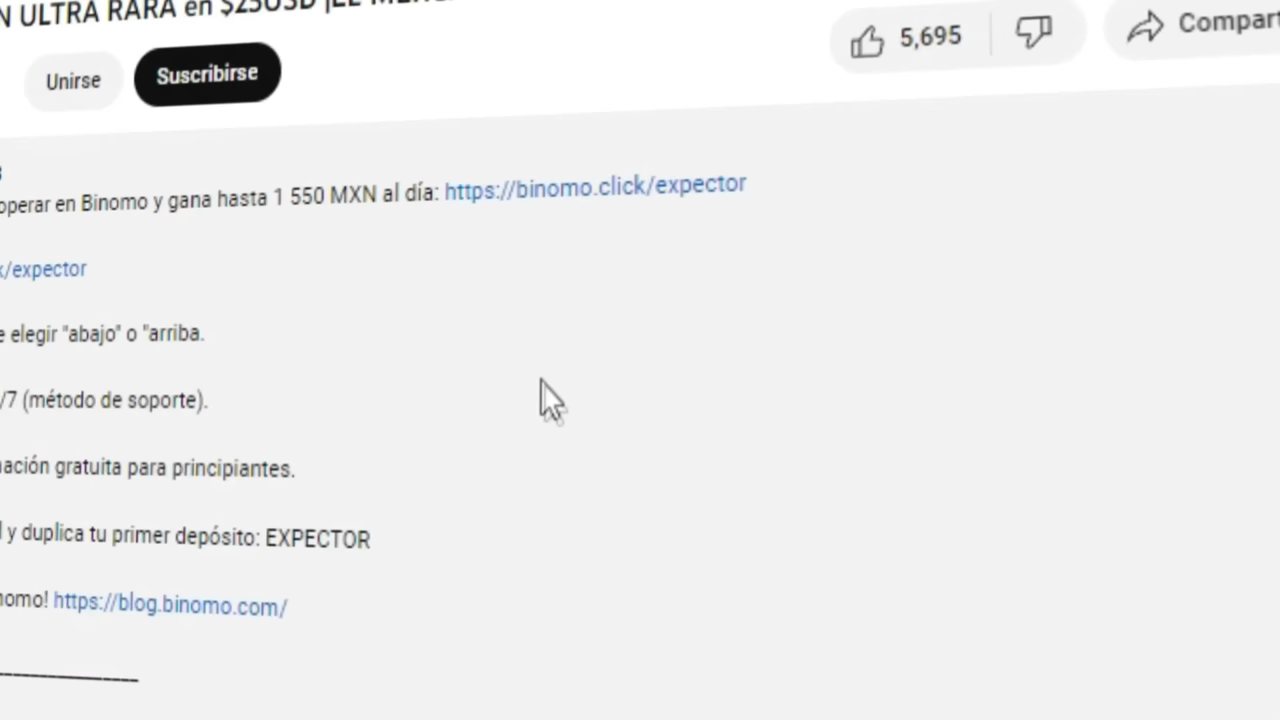 N ULTRA RARA en $25USD ¡EL
Unirse
Suscribirse
5,695
Compart
operar en Binomo y gana hasta 1 550 MXN al día: https://binomo.click/expector
k/expector
e elegir "abajo" o "arriba.
/7 (método de soporte).
ación gratuita para principiantes.
l y duplica tu primer depósito: EXPECTOR
nomo! https://blog.binomo.com/